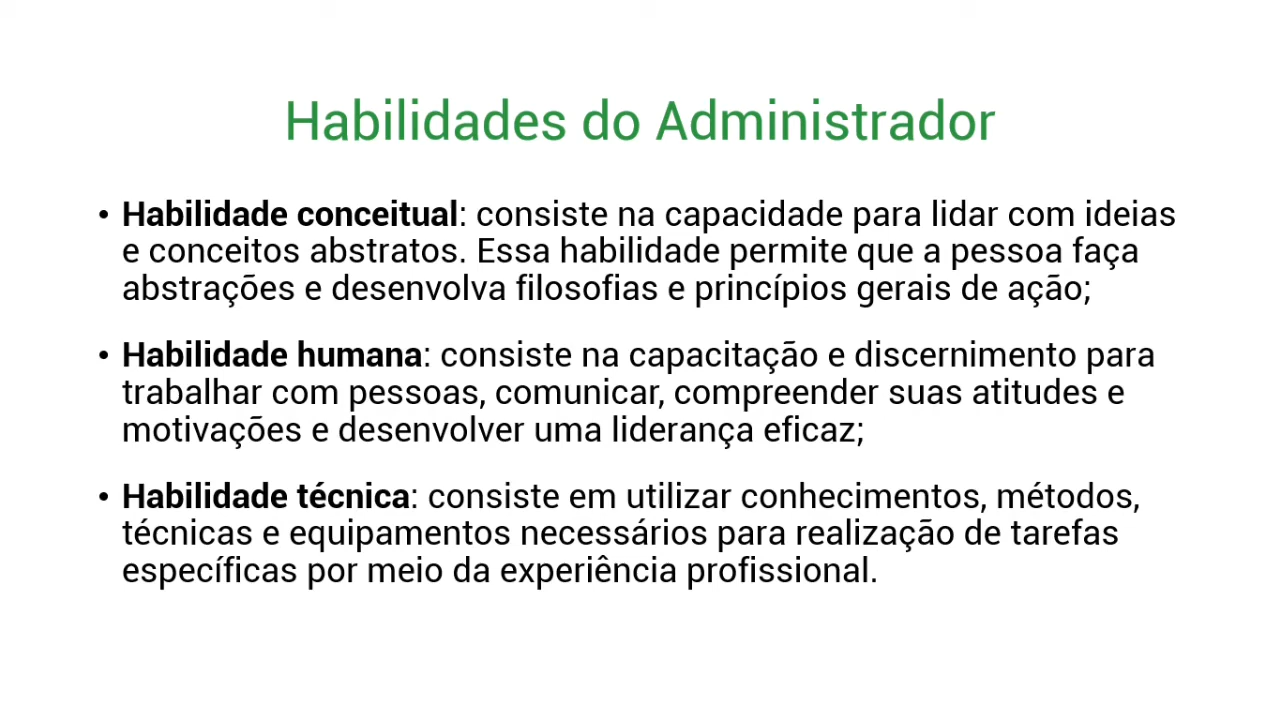 Habilidades do Administrador
• Habilidade conceitual: consiste na capacidade para lidar com ideias
e conceitos abstratos. Essa habilidade permite que a pessoa faça
abstrações e desenvolva filosofias e princípios gerais de ação;
• Habilidade humana: consiste na capacitação e discernimento para
trabalhar com pessoas, comunicar, compreender suas atitudes e
motivações e desenvolver uma liderança eficaz;
• Habilidade técnica: consiste em utilizar conhecimentos, métodos,
técnicas e equipamentos necessários para realização de tarefas
específicas por meio da experiência profissional.